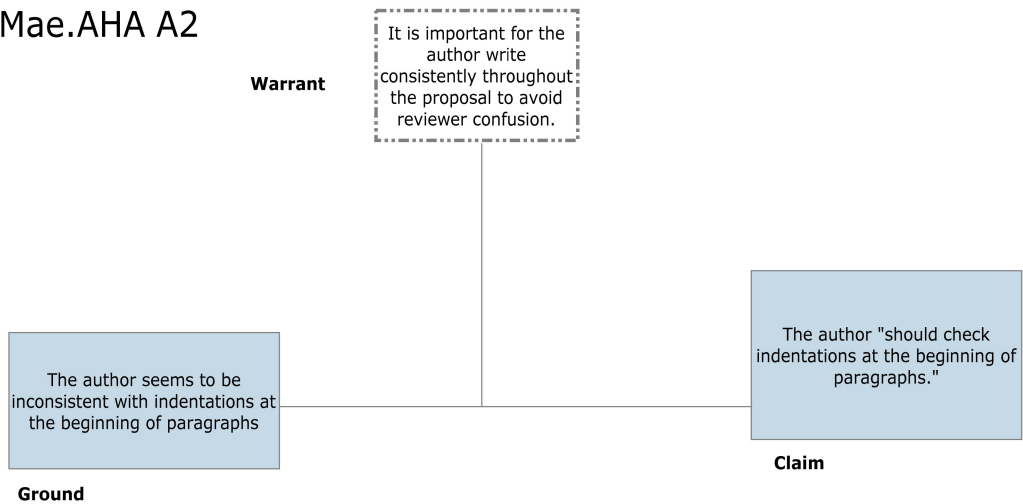 Mae.AHA A2
It is important for the
author write
consistently throughout
the proposal to avoid
reviewer confusion.
Warrant
The author "should check
indentations at the beginning of
paragraphs."
The author seems to be
inconsistent with indentations at
the beginning of paragraphs
Claim
Ground